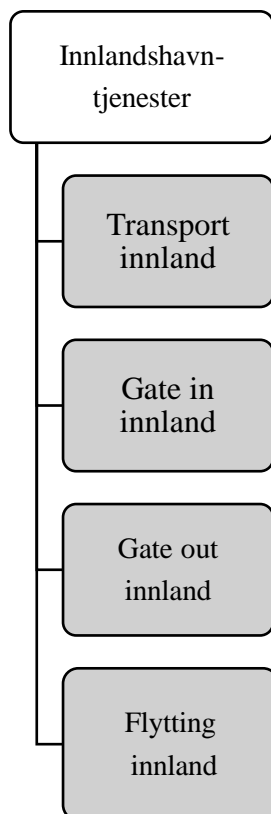 Innlandshavn-
tjenester
Transport
innland
Gate in
innland
Gate out
innland
Flytting
innland